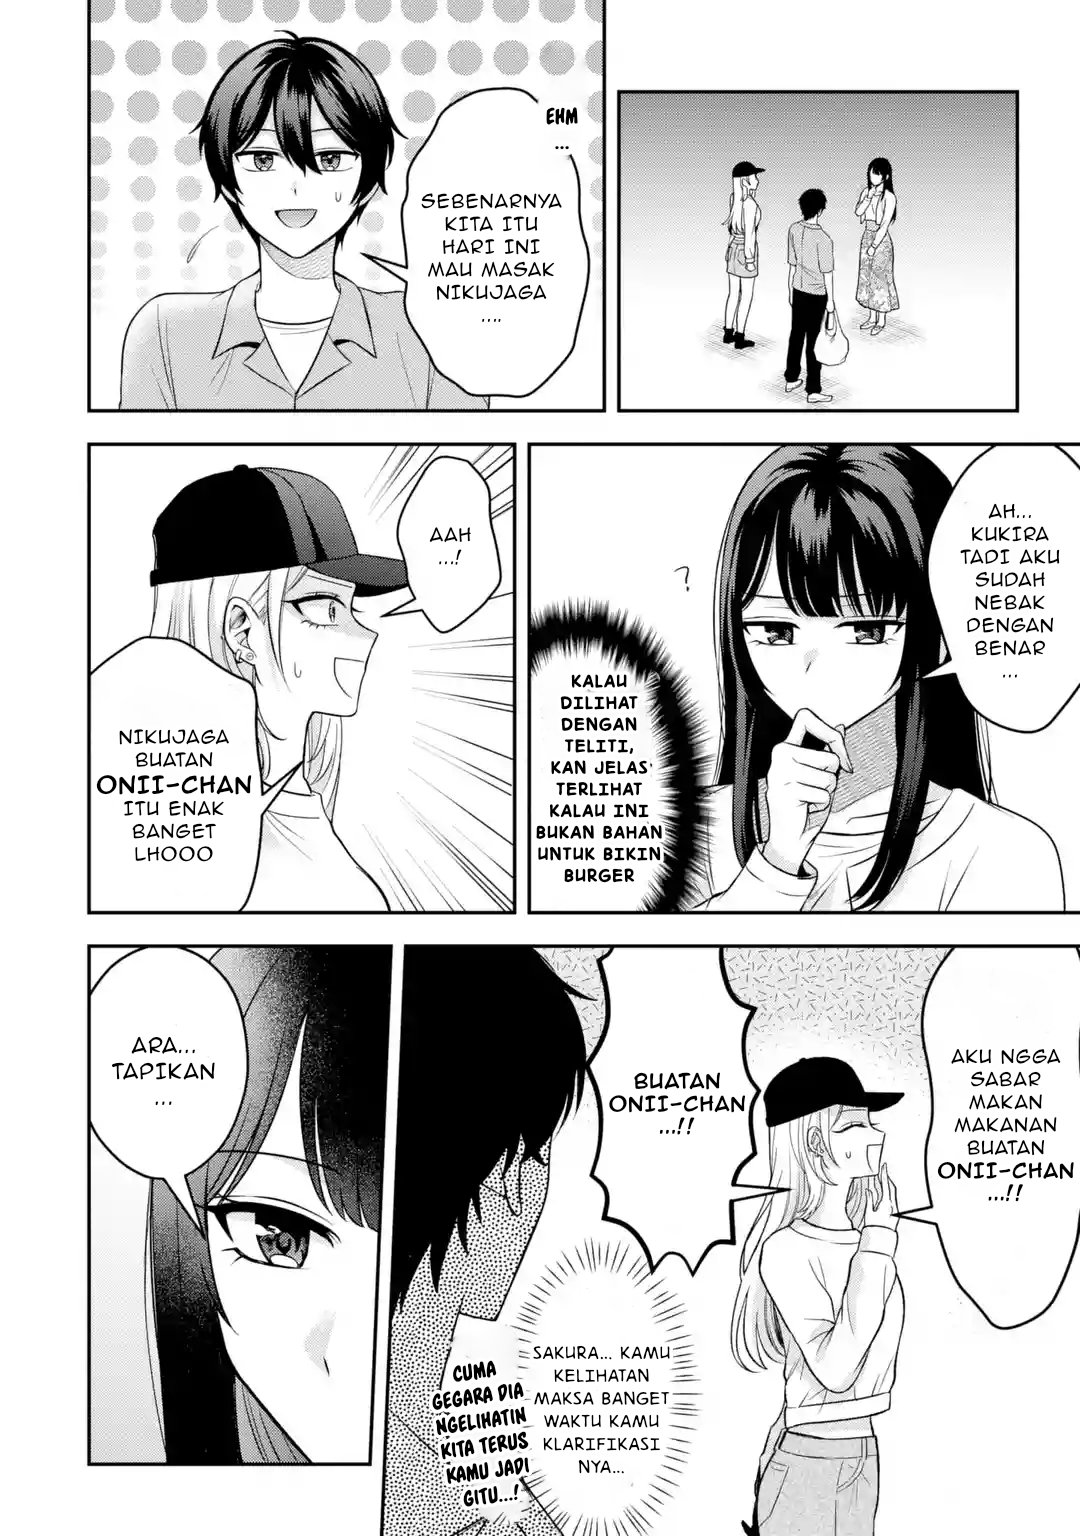 EHM
...
SEBENARNYA
KITA ITU
HARI INI
MAU MASAK
NIKUJAGA
....
AH...
KUKIRA
TADI AKU
SUDAH
NEBAK
DENGAN
BENAR
...
?
KALAU
DILIHAT
DENGAN
TELITI,
KAN JELAS
TERLIHAT
KALAU INI
BUKAN BAHAN
UNTUK BIKIN
BURGER
AAH
...!
NIKUJAGA
BUATAN
ONII-CHAN
ITU ENAK
BANGET
LHOOO
AKU NGGA
SABAR
MAKAN
MAKANAN
BUATAN
ONII-CHAN
...!!
BUATAN
ONII-CHAN
...!!
SAKURA... KAMU
KELIHATAN
MAKSA BANGET
WAKTU KAMU
KLARIFIKASI
NYA...
CUMA
GEGARA DIA
NGELIHATIN
KITA TERUS
KAMU JADI
GITU...!
ARA...
TAPIKAN
...